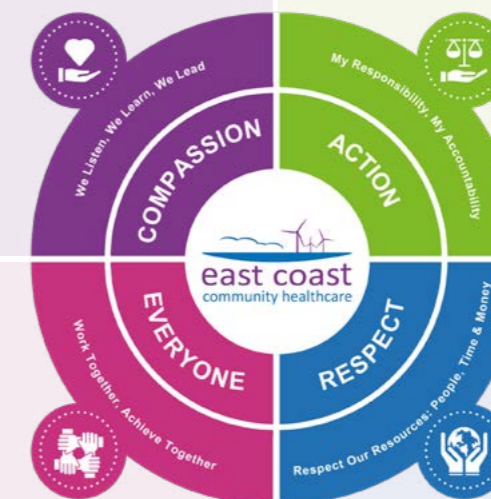 We Listen, We Learn, We Lead
COMPASSION
My Responsibility, My Accountability
ACTION
east coast
community healthcare
EVERYONE
Work Together, Achieve Together
RESPECT
Respect Our Resources: People, Time & Money